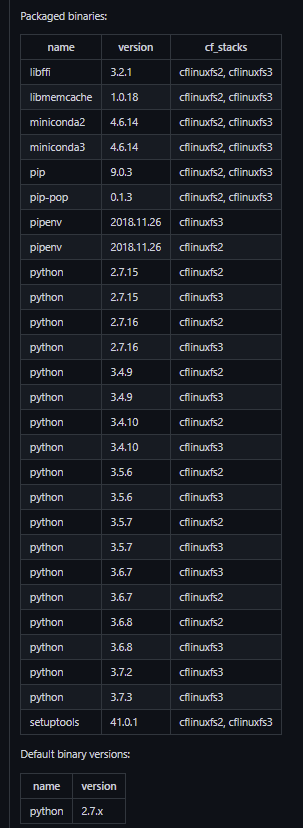 Packaged binaries:
name version cf_stacks
libffi 3.2.1 cflinuxfs2, cflinuxfs3
libmemcache 1.0.18 cflinuxfs2, cflinuxfs3
miniconda2 4.6.14 cflinuxfs2, cflinuxfs3
miniconda3 4.6.14 cflinuxfs2, cflinuxfs3
pip 9.0.3 cflinuxfs2, cflinuxfs3
pip-pop 0.1.3 cflinuxfs2, cflinuxfs3
pipenv 2018.11.26 cflinuxfs3
pipenv 2018.11.26 cflinuxfs2
python 2.7.15 cflinuxfs2
python 2.7.15 cflinuxfs3
python 2.7.16 cflinuxfs2
python 2.7.16 cflinuxfs3
python 3.4.9 cflinuxfs2
python 3.4.9 cflinuxfs3
python 3.4.10 cflinuxfs2
python 3.4.10 cflinuxfs3
python 3.5.6 cflinuxfs2
python 3.5.6 cflinuxfs3
python 3.5.7 cflinuxfs2
python 3.5.7 cflinuxfs3
python 3.6.7 cflinuxfs3
python 3.6.7 cflinuxfs2
python 3.6.8 cflinuxfs2
python 3.6.8 cflinuxfs3
python 3.7.2 cflinuxfs3
python 3.7.3 cflinuxfs3
setuptools 41.0.1 cflinuxfs2, cflinuxfs3
Default binary versions:
name version
python 2.7.x